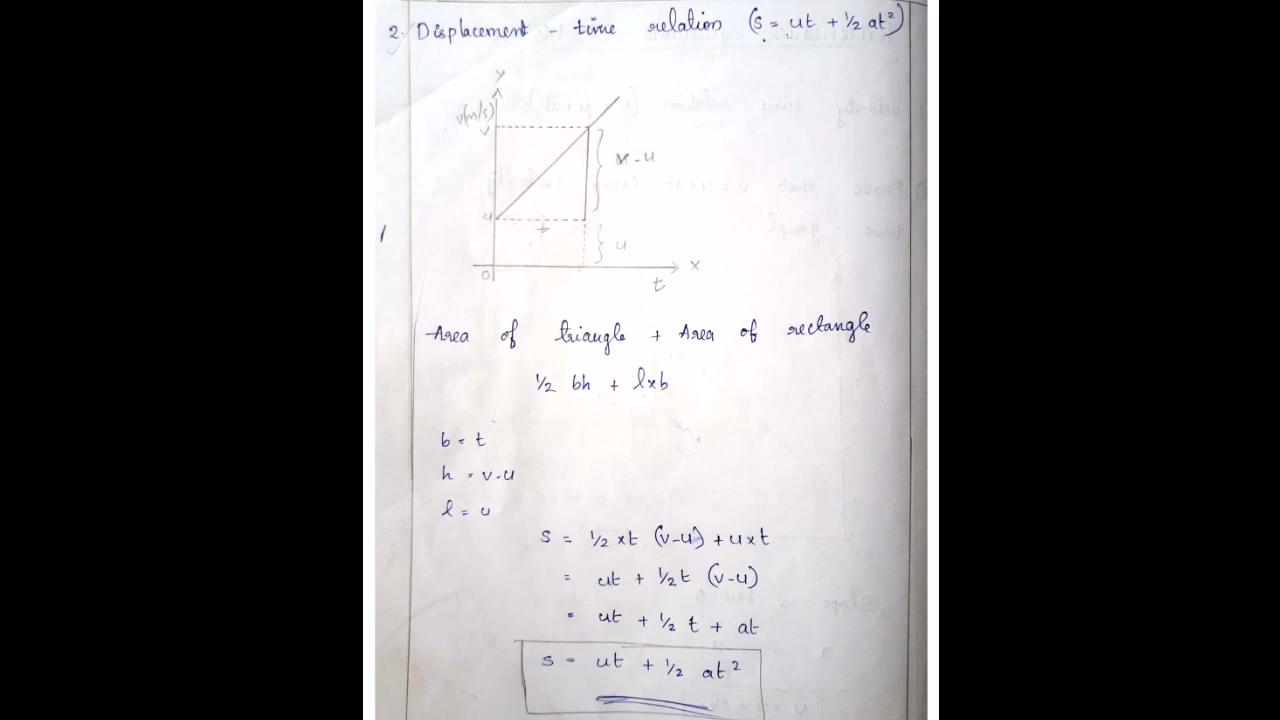 2. Displacement - time relation (s = ut + 1/2 at²)
y
v(m/s)
v
v - u
u
t
u
0
x
t
Area of triangle + Area of rectangle
1/2 bh + l×b
b = t
h = v-u
l = u
s = 1/2 ×t (v-u) + u×t
= ut + 1/2 t (v-u)
= ut + 1/2 t + at
s = ut + 1/2 at²